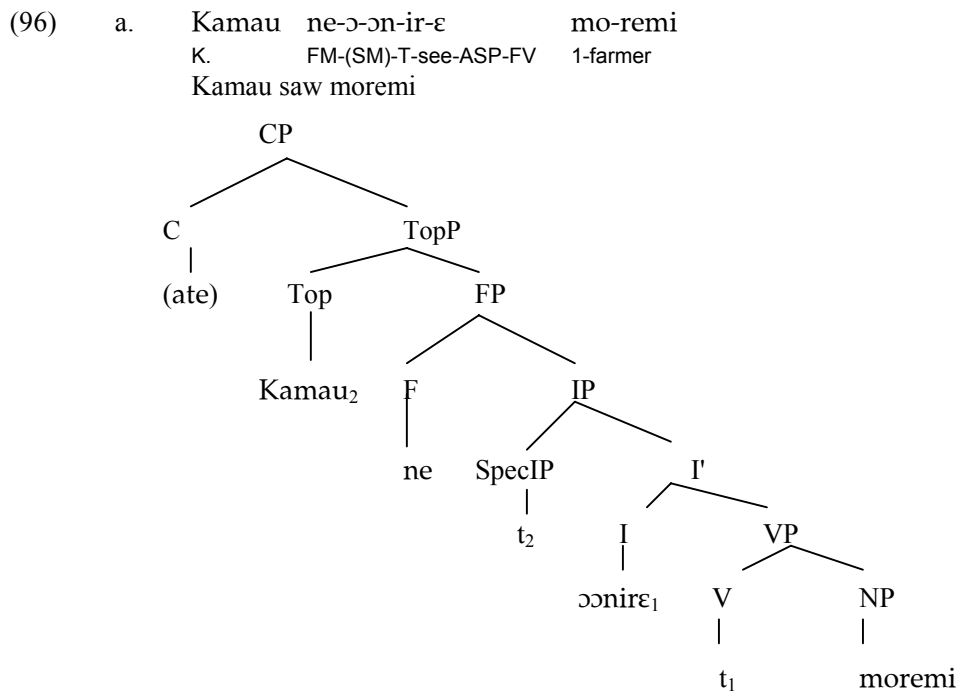 (96) a. Kamau ne-ɔ-ɔn-ir-ɛ mo-remi
K. FM-(SM)-T-see-ASP-FV 1-farmer
Kamau saw moremi
CP
C TopP
(ate) Top FP
Kamau₂ F IP
ne SpecIP I'
t₂ I VP
ɔɔnirɛ₁ V NP
t₁ moremi